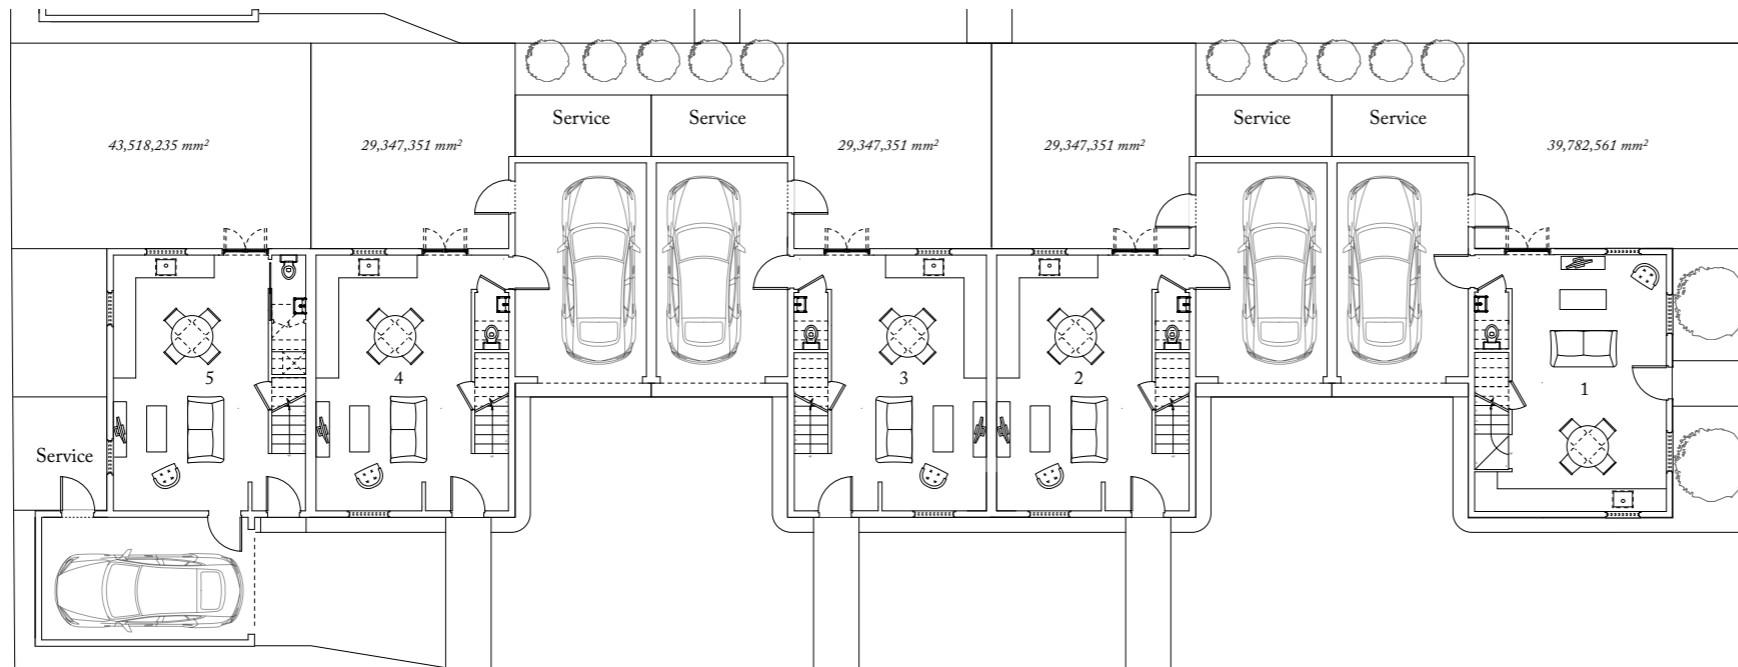 Service
Service
Service
Service
43,518,235 mm²
29,347,351 mm²
29,347,351 mm²
29,347,351 mm²
39,782,561 mm²
5
4
3
2
1
Service